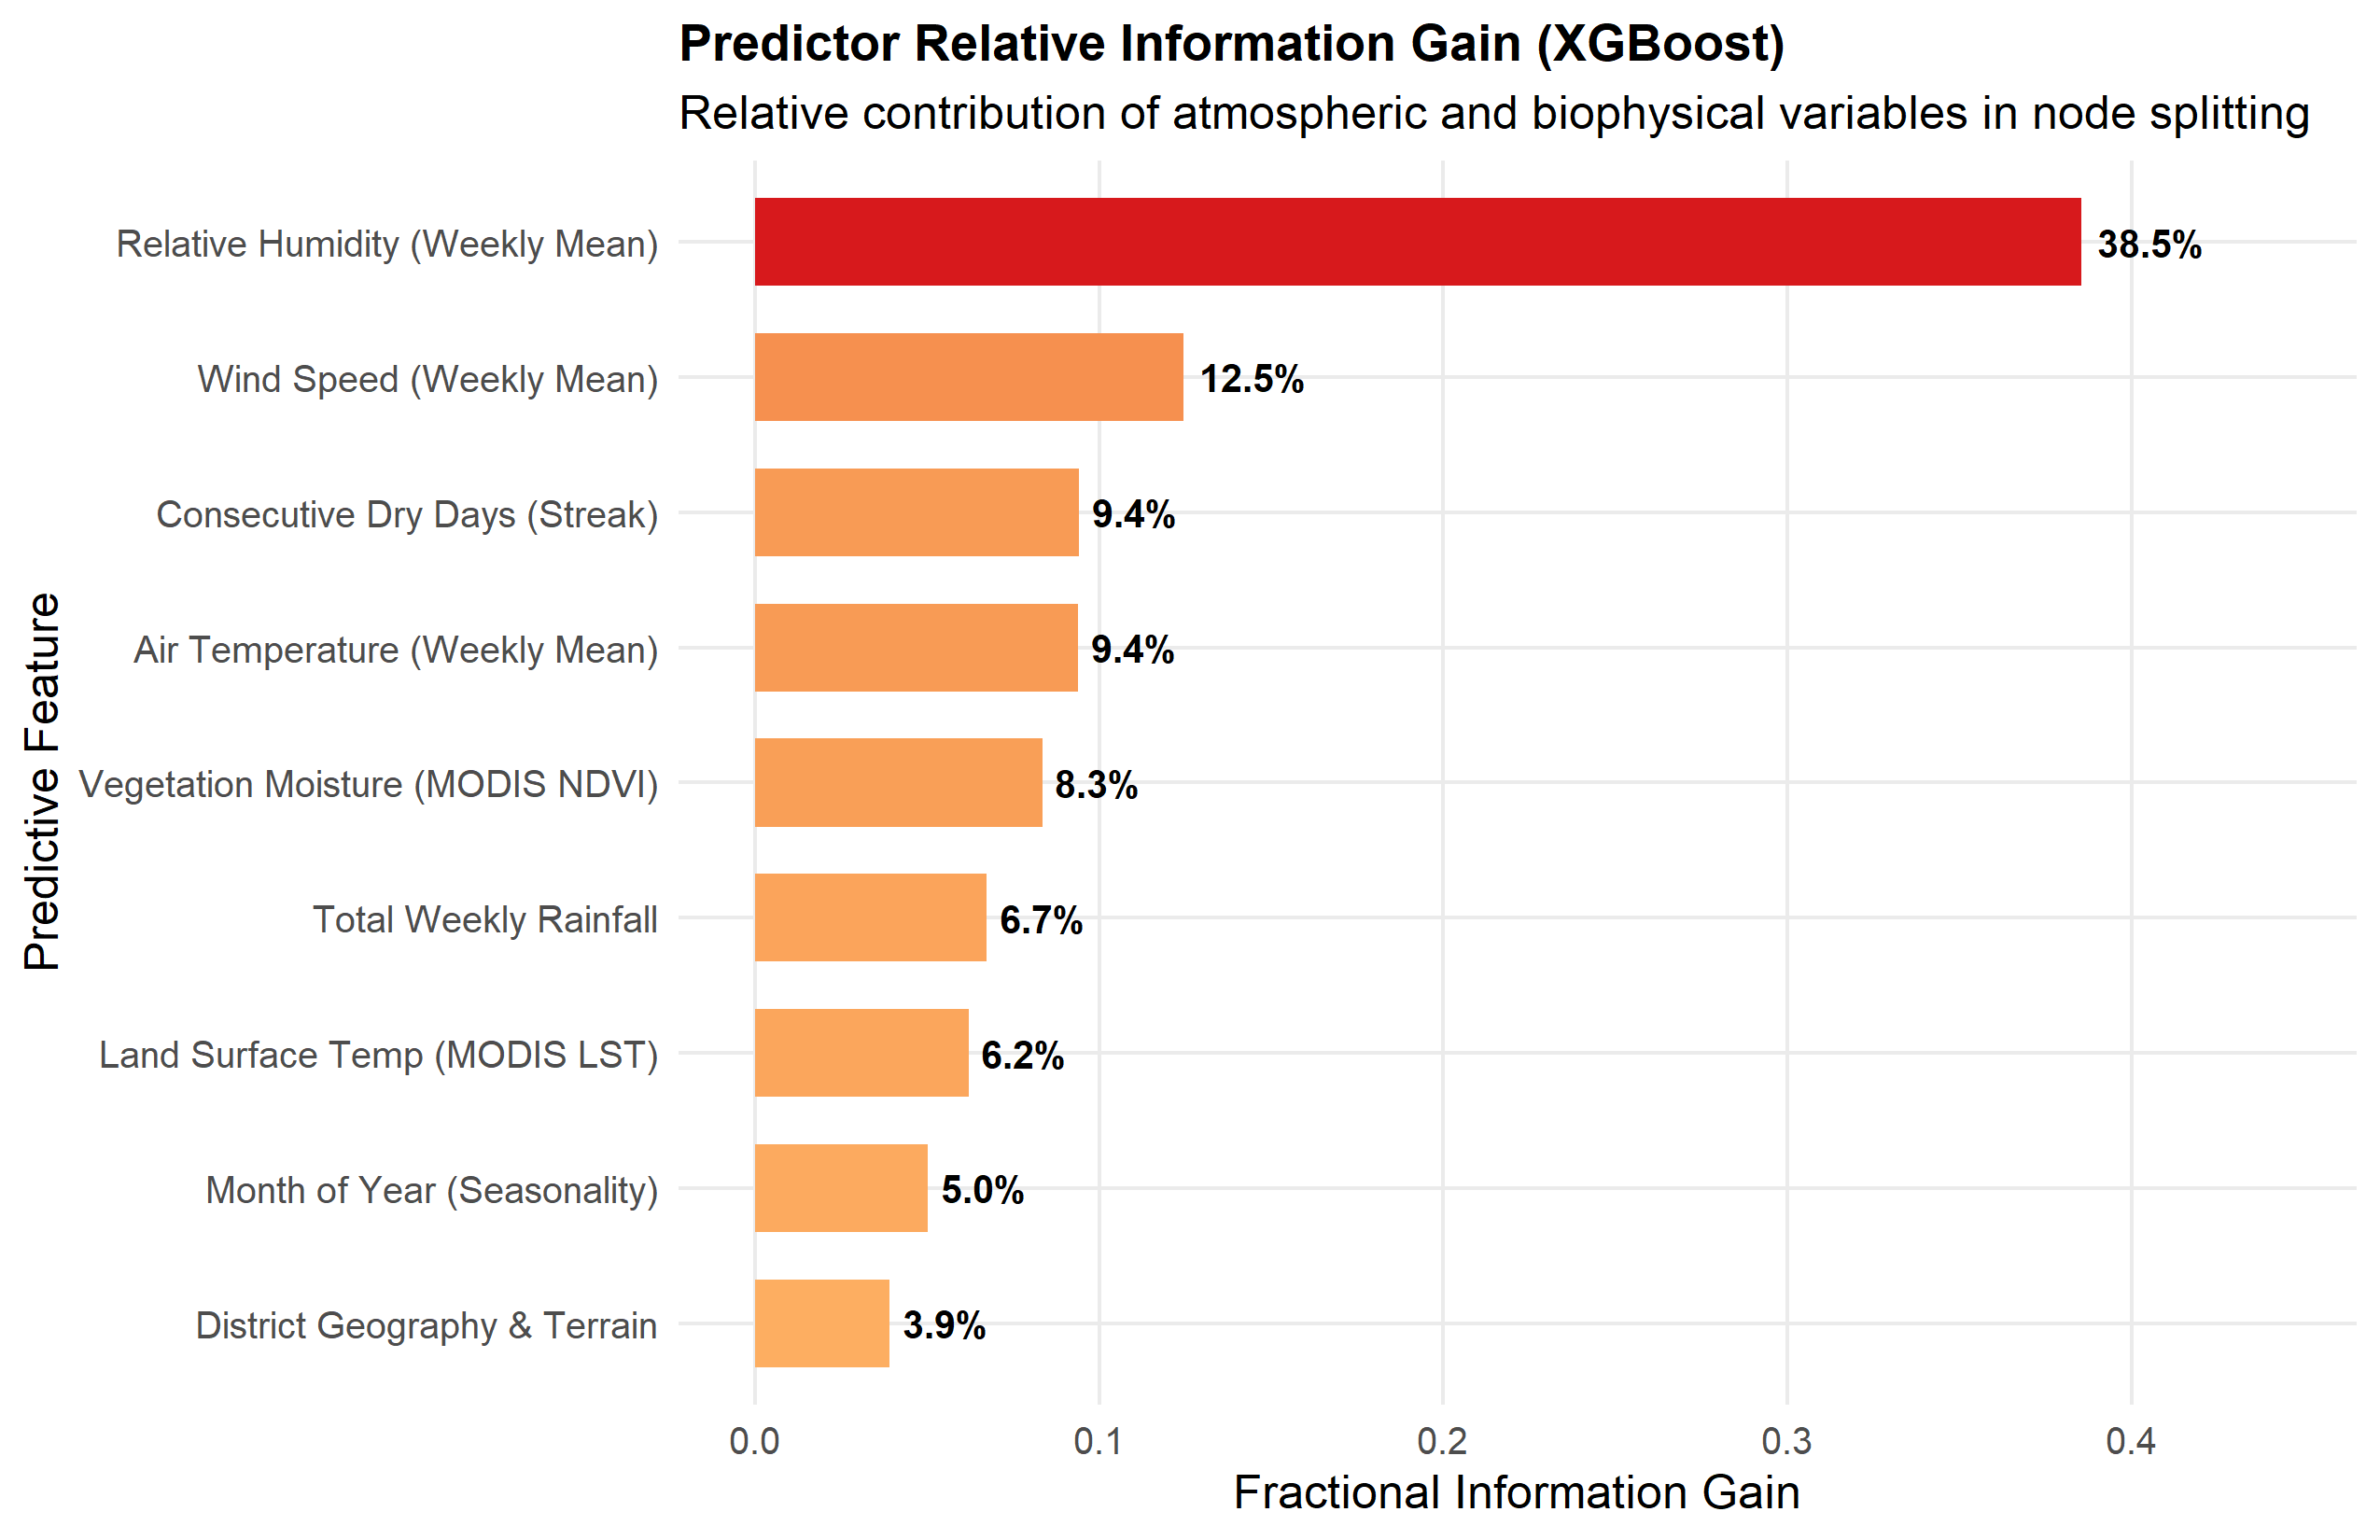 Predictor Relative Information Gain (XGBoost)
Relative contribution of atmospheric and biophysical variables in node splitting
Predictive Feature
Relative Humidity (Weekly Mean) 38.5%
Wind Speed (Weekly Mean) 12.5%
Consecutive Dry Days (Streak) 9.4%
Air Temperature (Weekly Mean) 9.4%
Vegetation Moisture (MODIS NDVI) 8.3%
Total Weekly Rainfall 6.7%
Land Surface Temp (MODIS LST) 6.2%
Month of Year (Seasonality) 5.0%
District Geography & Terrain 3.9%
0.0 0.1 0.2 0.3 0.4
Fractional Information Gain